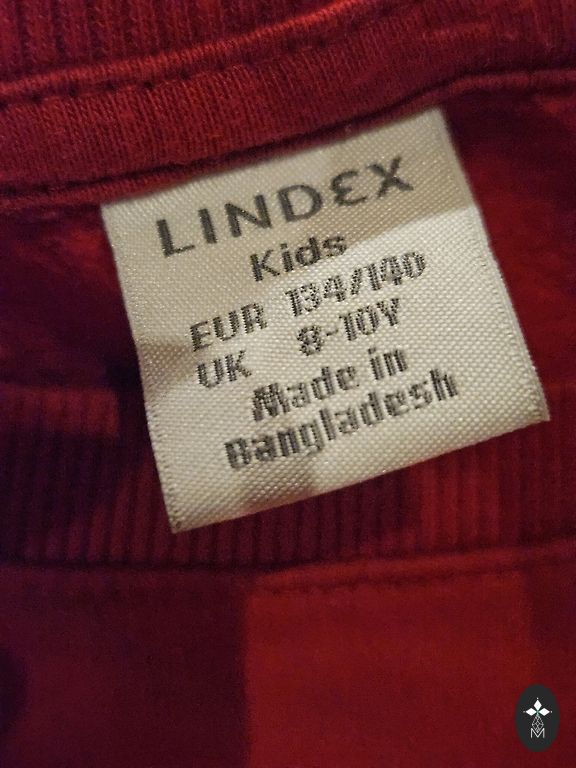 LINDEX
Kids
EUR 134/140
UK 8-10Y
Made in
Bangladesh
M